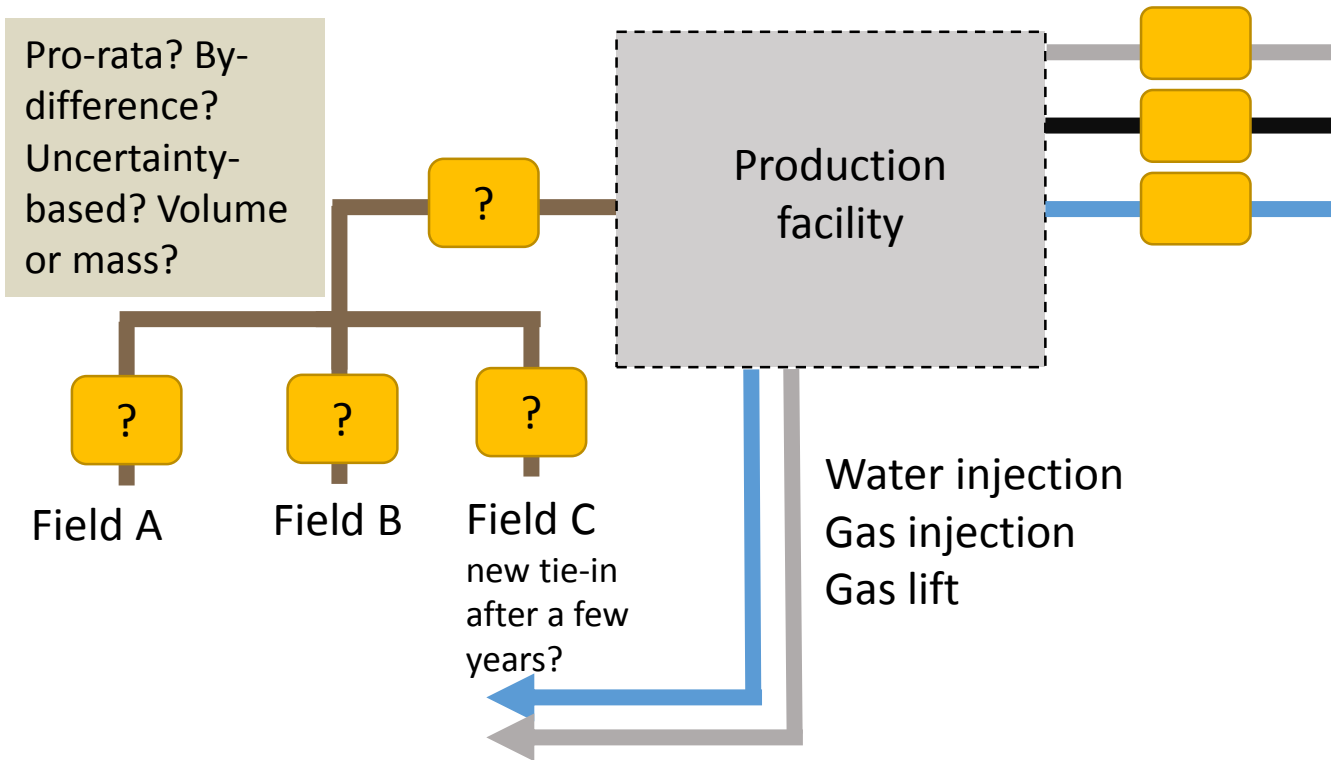 Pro-rata? By-
difference?
Uncertainty-
based? Volume
or mass?
?
Production
facility
?
?
?
Field A
Field B
Field C
new tie-in
after a few
years?
Water injection
Gas injection
Gas lift